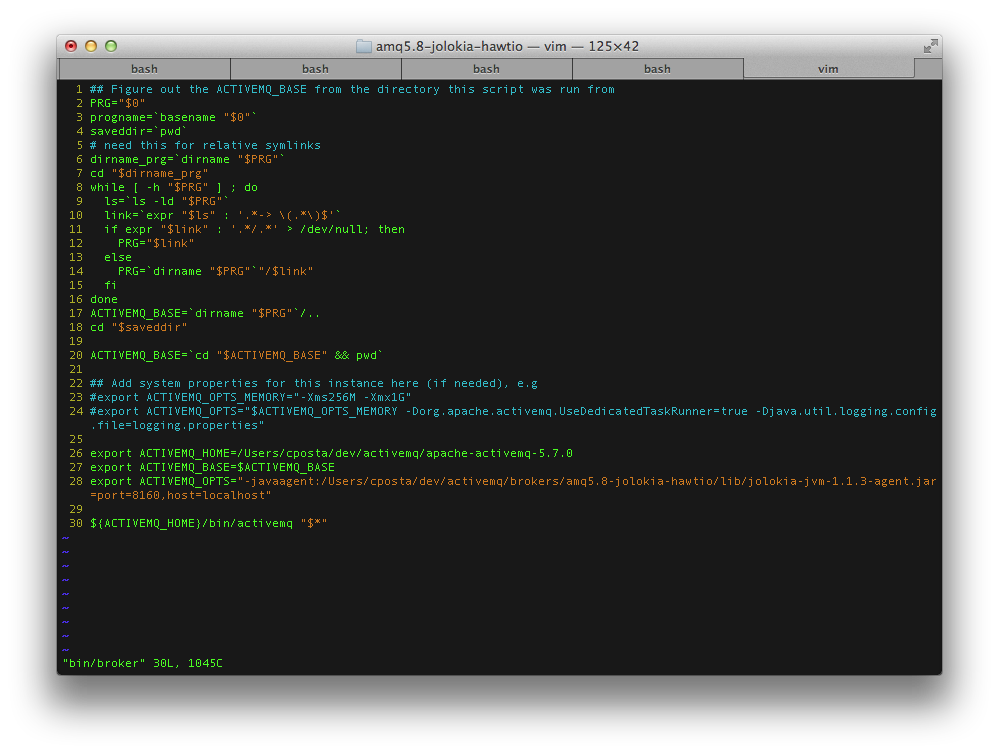 amq5.8-jolokia-hawtio — vim — 125×42
bash bash bash bash vim
1 ## Figure out the ACTIVEMQ_BASE from the directory this script was run from
2 PRG="$0"
3 progname=`basename "$0"`
4 saveddir=`pwd`
5 # need this for relative symlinks
6 dirname_prg=`dirname "$PRG"`
7 cd "$dirname_prg"
8 while [ -h "$PRG" ] ; do
9   ls=`ls -ld "$PRG"`
10   link=`expr "$ls" : '.*-> \(.*\)$'`
11   if expr "$link" : '.*/.*' > /dev/null; then
12     PRG="$link"
13   else
14     PRG=`dirname "$PRG"`"/$link"
15   fi
16 done
17 ACTIVEMQ_BASE=`dirname "$PRG"`/..
18 cd "$saveddir"
19
20 ACTIVEMQ_BASE=`cd "$ACTIVEMQ_BASE" && pwd`
21
22 ## Add system properties for this instance here (if needed), e.g
23 #export ACTIVEMQ_OPTS_MEMORY="-Xms256M -Xmx1G"
24 #export ACTIVEMQ_OPTS="$ACTIVEMQ_OPTS_MEMORY -Dorg.apache.activemq.UseDedicatedTaskRunner=true -Djava.util.logging.config
.file=logging.properties"
25
26 export ACTIVEMQ_HOME=/Users/cposta/dev/activemq/apache-activemq-5.7.0
27 export ACTIVEMQ_BASE=$ACTIVEMQ_BASE
28 export ACTIVEMQ_OPTS="-javaagent:/Users/cposta/dev/activemq/brokers/amq5.8-jolokia-hawtio/lib/jolokia-jvm-1.1.3-agent.jar
=port=8160,host=localhost"
29
30 ${ACTIVEMQ_HOME}/bin/activemq "$*"
~
~
~
~
~
~
~
~
~
"bin/broker" 30L, 1045C